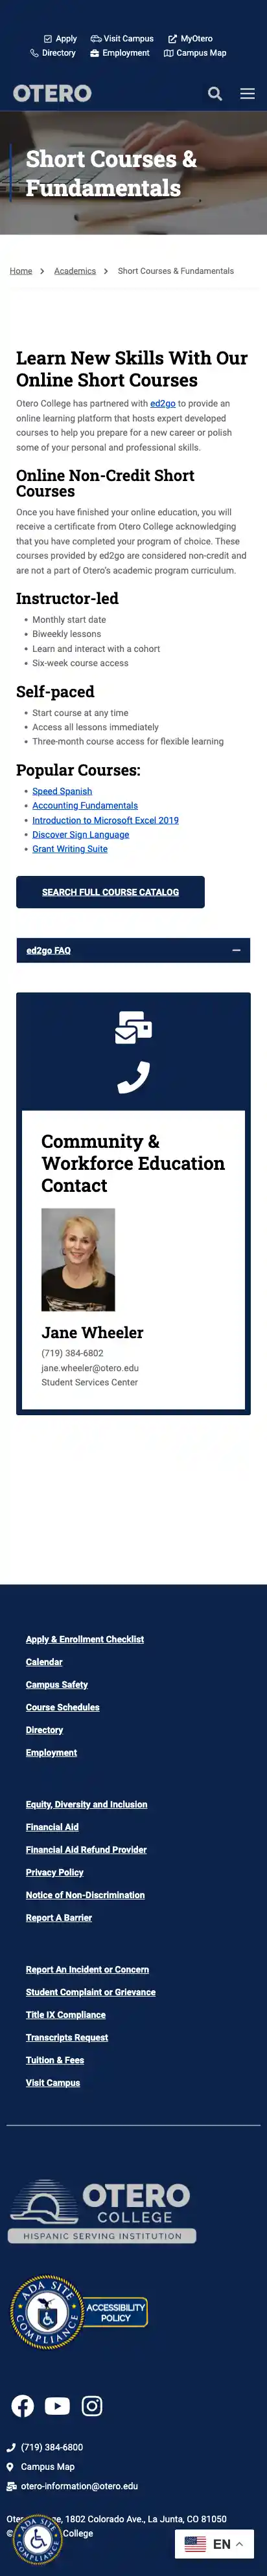 Apply Visit Campus MyOtero
Directory Employment Campus Map
OTERO
Short Courses &
Fundamentals
Home > Academics > Short Courses & Fundamentals
Learn New Skills With Our
Online Short Courses
Otero College has partnered with ed2go to provide an
online learning platform that hosts expert developed
courses to help you prepare for a new career or polish
some of your personal and professional skills.
Online Non-Credit Short
Courses
Once you have finished your online education, you will
receive a certificate from Otero College acknowledging
that you have completed your program of choice. These
courses provided by ed2go are considered non-credit and
are not a part of Otero's academic program curriculum.
Instructor-led
• Monthly start date
• Biweekly lessons
• Learn and interact with a cohort
• Six-week course access
Self-paced
• Start course at any time
• Access all lessons immediately
• Three-month course access for flexible learning
Popular Courses:
• Speed Spanish
• Accounting Fundamentals
• Introduction to Microsoft Excel 2019
• Discover Sign Language
• Grant Writing Suite
SEARCH FULL COURSE CATALOG
ed2go FAQ
Community &
Workforce Education
Contact
Jane Wheeler
(719) 384-6802
jane.wheeler@otero.edu
Student Services Center
Apply & Enrollment Checklist
Calendar
Campus Safety
Course Schedules
Directory
Employment
Equity, Diversity and Inclusion
Financial Aid
Financial Aid Refund Provider
Privacy Policy
Notice of Non-Discrimination
Report A Barrier
Report An Incident or Concern
Student Complaint or Grievance
Title IX Compliance
Transcripts Request
Tuition & Fees
Visit Campus
OTERO
COLLEGE
HISPANIC SERVING INSTITUTION
ADA SITE
COMPLIANCE
ACCESSIBILITY
POLICY
(719) 384-6800
Campus Map
otero-information@otero.edu
1802 Colorado Ave., La Junta, CO 81050
© College
ADA SITE
COMPLIANCE
EN